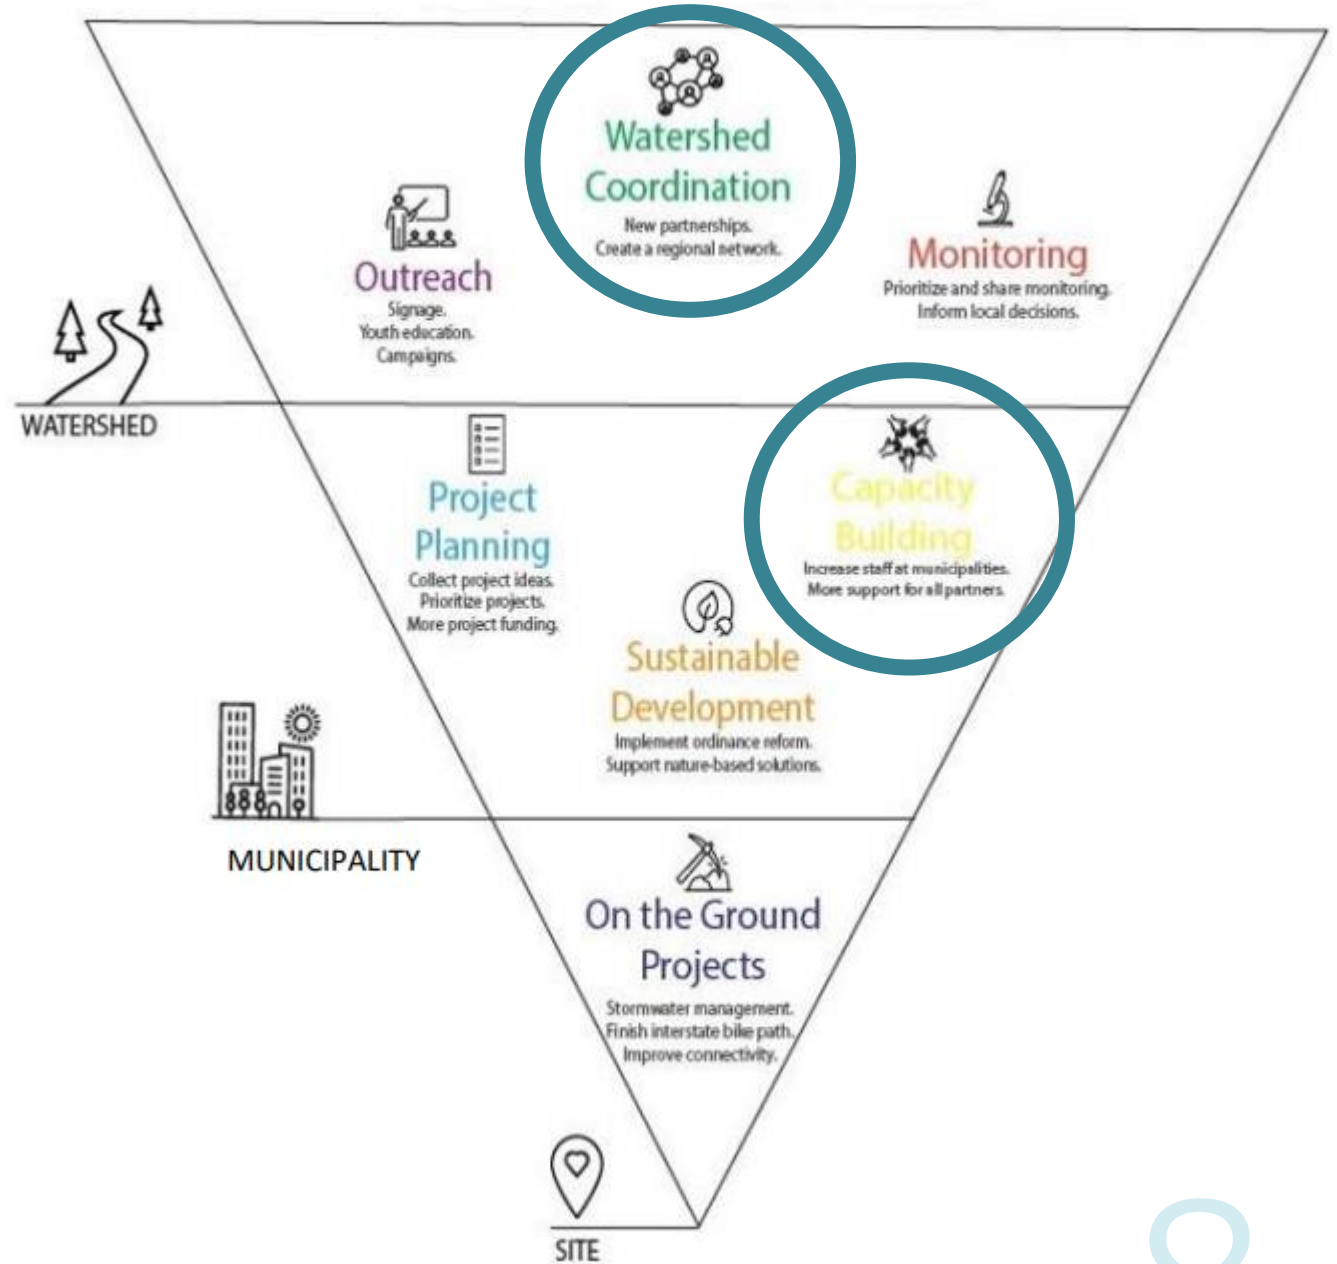 Watershed
Coordination
New partnerships.
Create a regional network.
Outreach
Signage.
Youth education.
Campaigns.
Monitoring
Prioritize and share monitoring.
Inform local decisions.
WATERSHED
Project
Planning
Collect project ideas.
Prioritize projects.
More project funding.
Capacity
Building
Increase staff at municipalities.
More support for all partners.
Sustainable
Development
Implement ordinance reform.
Support nature-based solutions.
MUNICIPALITY
On the Ground
Projects
Stormwater management.
Finish interstate bike path.
Improve connectivity.
SITE